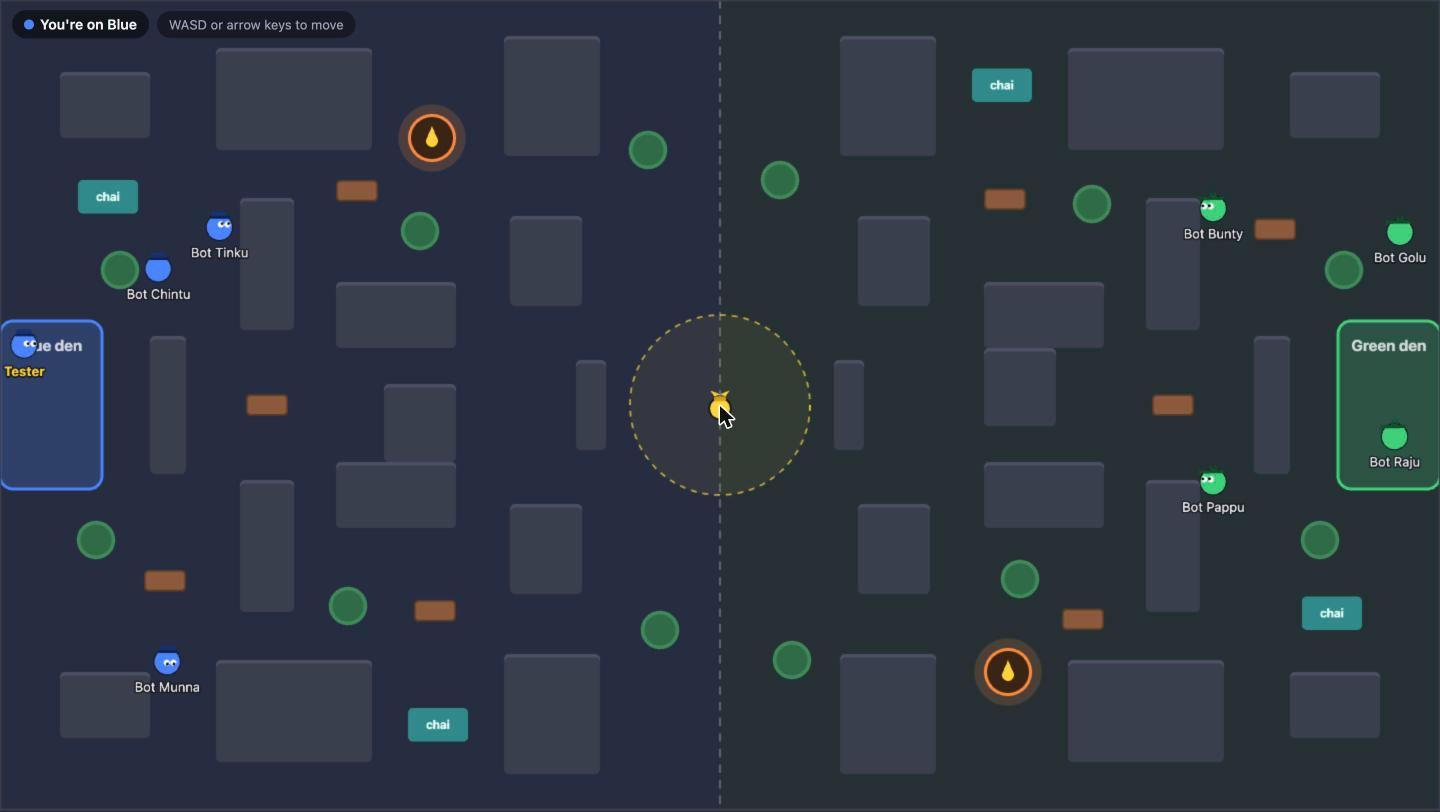 You're on Blue
WASD or arrow keys to move
chai
chai
Bot Tinku
Bot Bunty
Bot Golu
Bot Chintu
ue den
Green den
Tester
Bot Raju
Bot Pappu
chai
Bot Munna
chai